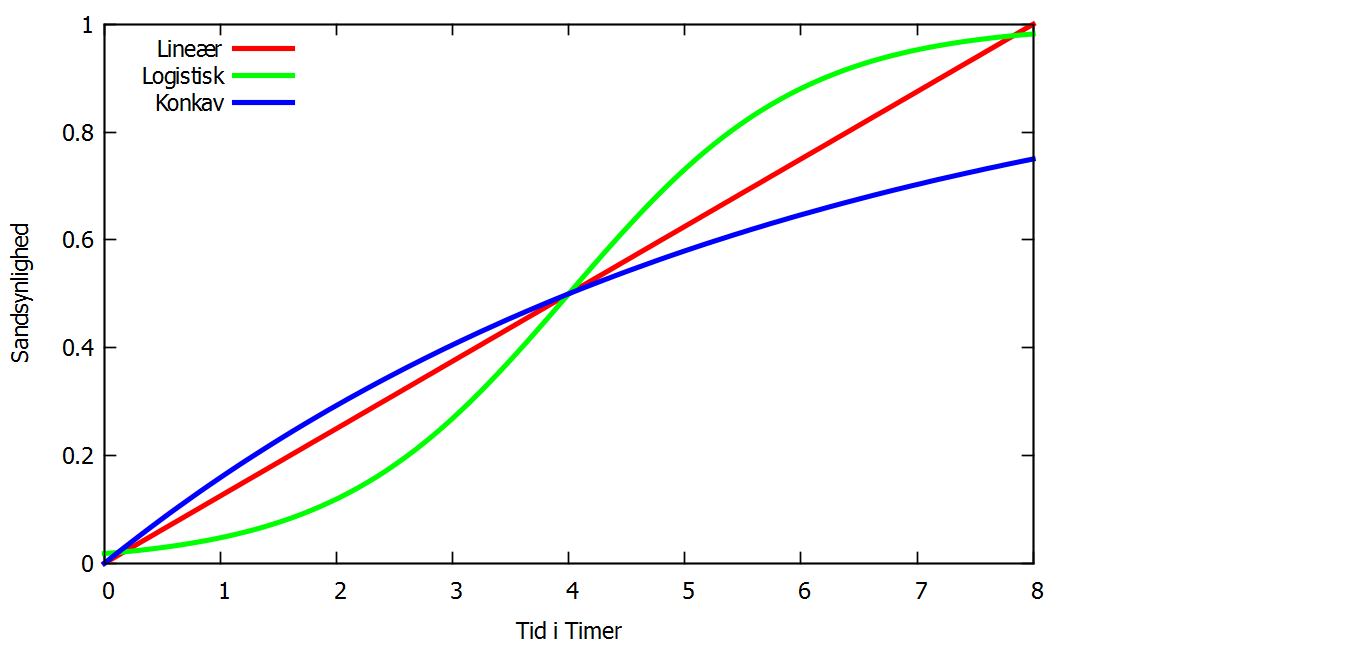 1
0.8
0.6
0.4
0.2
0
Lineær
Logistisk
Konkav
Sandsynlighed
0 1 2 3 4 5 6 7 8
Tid i Timer